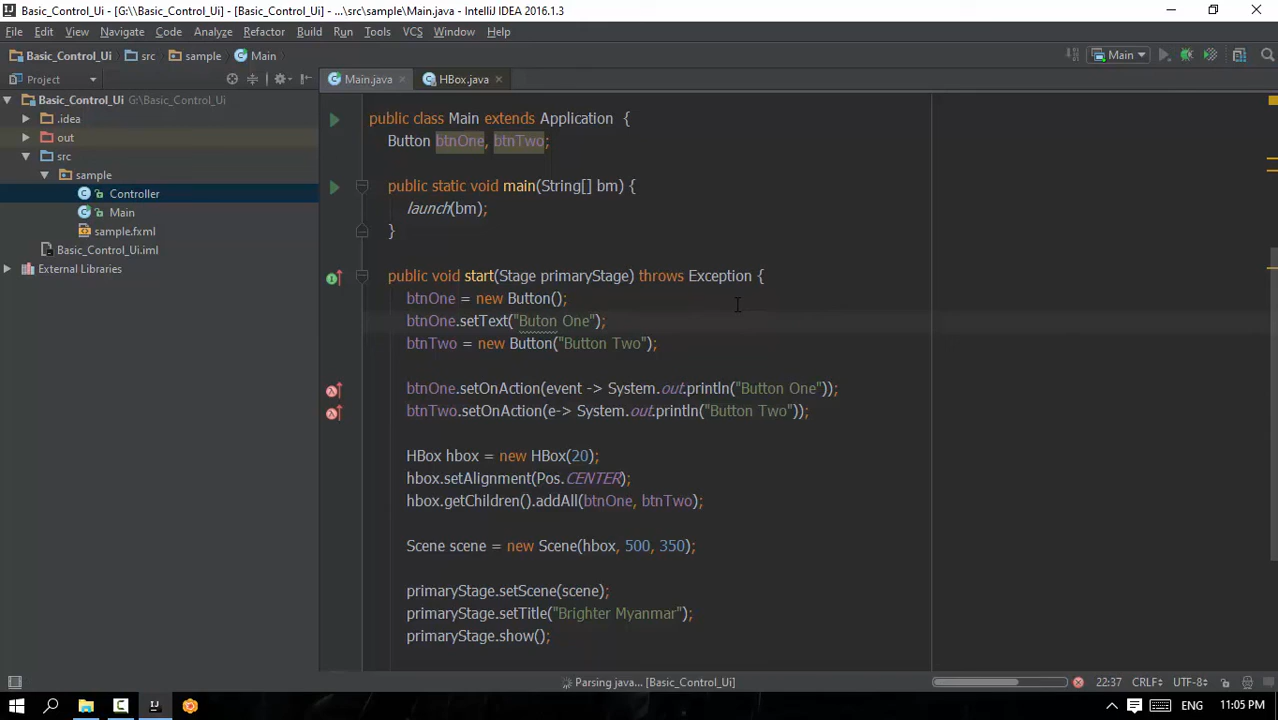 Basic_Control_Ui - [G:\\Basic_Control_Ui] - [Basic_Control_Ui] - ...\src\sample\Main.java - IntelliJ IDEA 2016.1.3
File Edit View Navigate Code Analyze Refactor Build Run Tools VCS Window Help
Basic_Control_Ui src sample Main Main
Project Main.java HBox.java
Basic_Control_Ui G:\Basic_Control_Ui
.idea
out
src
sample
Controller
Main
sample.fxml
Basic_Control_Ui.iml
External Libraries
public class Main extends Application {
Button btnOne, btnTwo;
public static void main(String[] bm) {
launch(bm);
}
public void start(Stage primaryStage) throws Exception {
btnOne = new Button();
btnOne.setText("Buton One");
btnTwo = new Button("Button Two");
btnOne.setOnAction(event -> System.out.println("Button One"));
btnTwo.setOnAction(e-> System.out.println("Button Two"));
HBox hbox = new HBox(20);
hbox.setAlignment(Pos.CENTER);
hbox.getChildren().addAll(btnOne, btnTwo);
Scene scene = new Scene(hbox, 500, 350);
primaryStage.setScene(scene);
primaryStage.setTitle("Brighter Myanmar");
primaryStage.show();
Parsing java... [Basic_Control_Ui] 22:37 CRLF UTF-8
ENG 11:05 PM